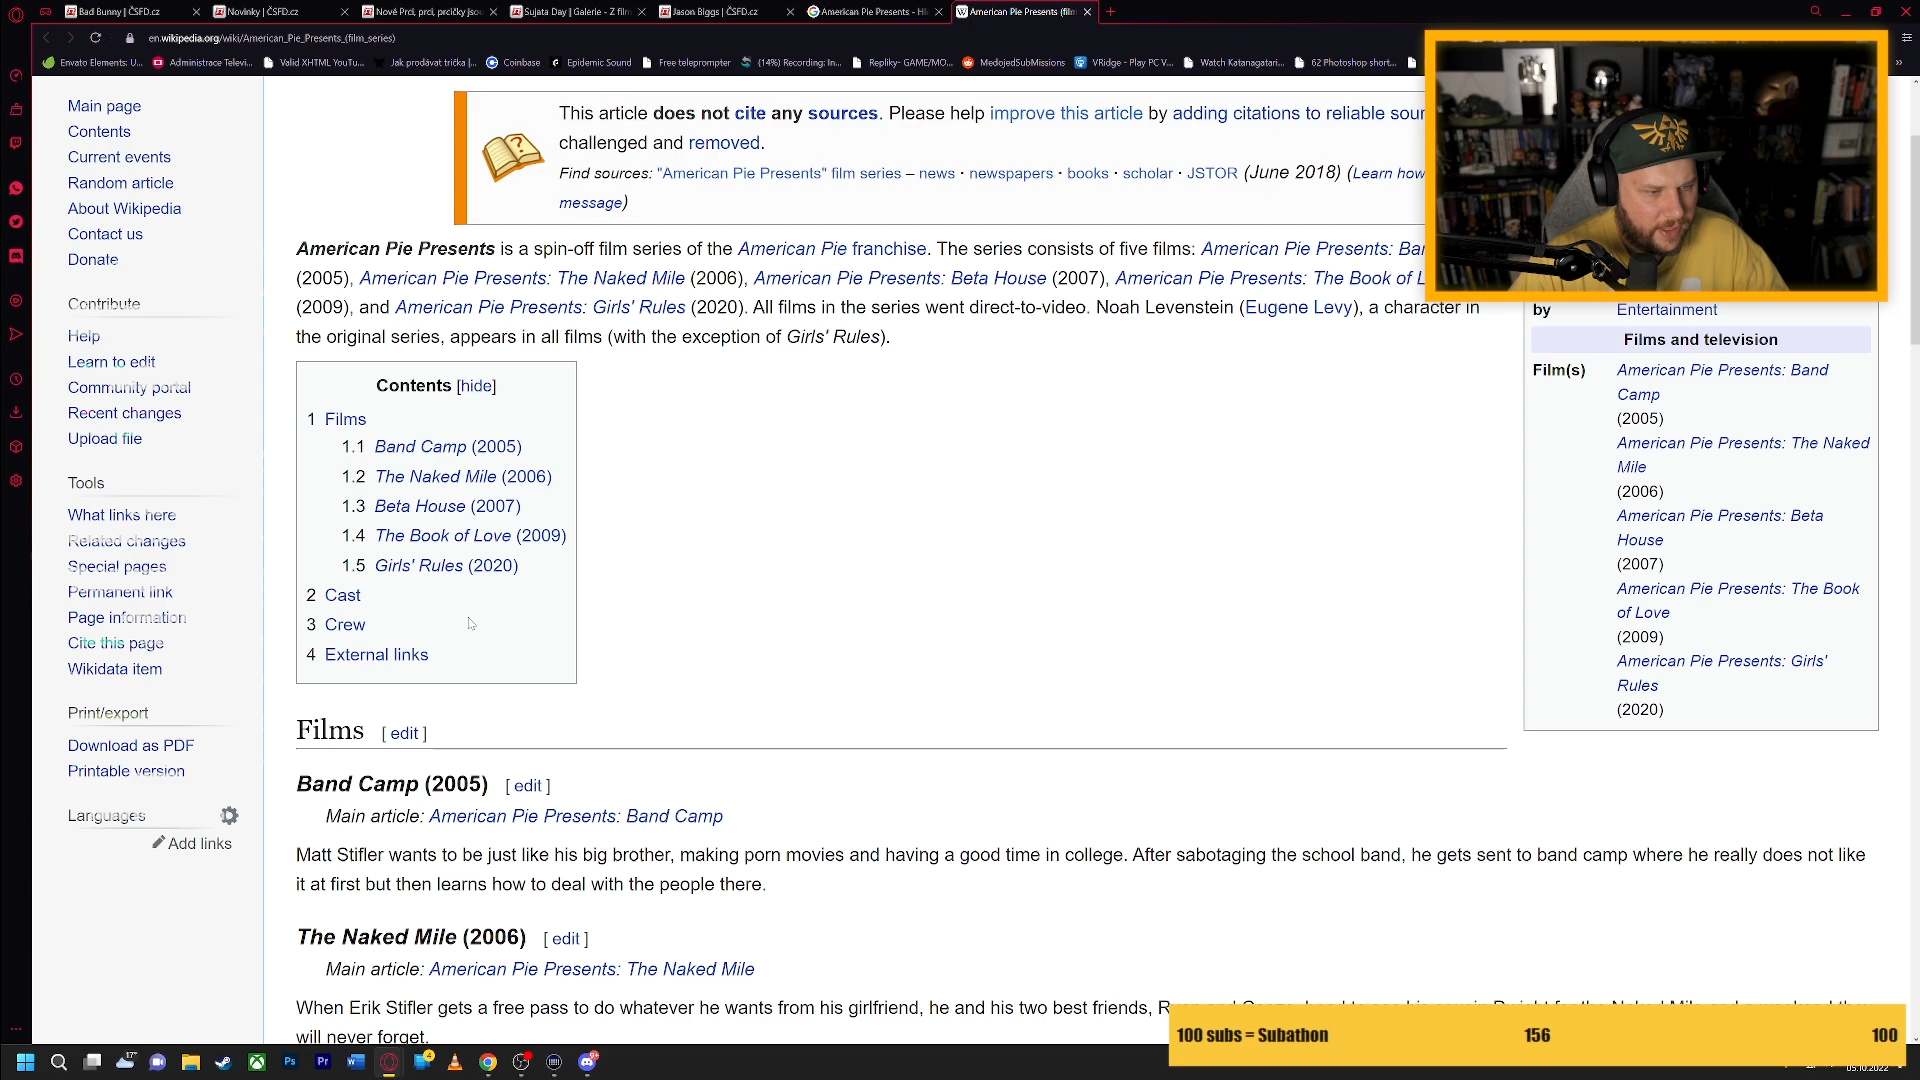 Bad Bunny | ČSFD.cz
Novinky | ČSFD.cz
Nové Prci, prci, prcičky jsou
Sujata Day | Galerie - Z film
Jason Biggs | ČSFD.cz
American Pie Presents - Hl
American Pie Presents (film
en.wikipedia.org/wiki/American_Pie_Presents_(film_series)
Envato Elements: U...
Administrace Televi...
Valid XHTML YouTu...
Jak prodávat trička |...
Coinbase
Epidemic Sound
Free teleprompter
(14%) Recording: In...
Repliky- GAME/MO...
MedojedSubMissions
VRidge - Play PC V...
Watch Katanagatari...
62 Photoshop short...
Main page
Contents
Current events
Random article
About Wikipedia
Contact us
Donate
Contribute
Help
Learn to edit
Community portal
Recent changes
Upload file
Tools
What links here
Related changes
Special pages
Permanent link
Page information
Cite this page
Wikidata item
Print/export
Download as PDF
Printable version
Languages
Add links
This article does not cite any sources. Please help improve this article by adding citations to reliable sour
challenged and removed.
Find sources: "American Pie Presents" film series – news · newspapers · books · scholar · JSTOR (June 2018) (Learn how
message)
American Pie Presents is a spin-off film series of the American Pie franchise. The series consists of five films: American Pie Presents: Ba
(2005), American Pie Presents: The Naked Mile (2006), American Pie Presents: Beta House (2007), American Pie Presents: The Book of L
(2009), and American Pie Presents: Girls' Rules (2020). All films in the series went direct-to-video. Noah Levenstein (Eugene Levy), a character in
the original series, appears in all films (with the exception of Girls' Rules).
Contents [hide]
1 Films
1.1 Band Camp (2005)
1.2 The Naked Mile (2006)
1.3 Beta House (2007)
1.4 The Book of Love (2009)
1.5 Girls' Rules (2020)
2 Cast
3 Crew
4 External links
by Entertainment
Films and television
Film(s) American Pie Presents: Band
Camp
(2005)
American Pie Presents: The Naked
Mile
(2006)
American Pie Presents: Beta
House
(2007)
American Pie Presents: The Book
of Love
(2009)
American Pie Presents: Girls'
Rules
(2020)
Films [ edit ]
Band Camp (2005) [ edit ]
Main article: American Pie Presents: Band Camp
Matt Stifler wants to be just like his big brother, making porn movies and having a good time in college. After sabotaging the school band, he gets sent to band camp where he really does not like
it at first but then learns how to deal with the people there.
The Naked Mile (2006) [ edit ]
Main article: American Pie Presents: The Naked Mile
When Erik Stifler gets a free pass to do whatever he wants from his girlfriend, he and his two best friends,
will never forget.
100 subs = Subathon 156 100
17°
05.10.2022